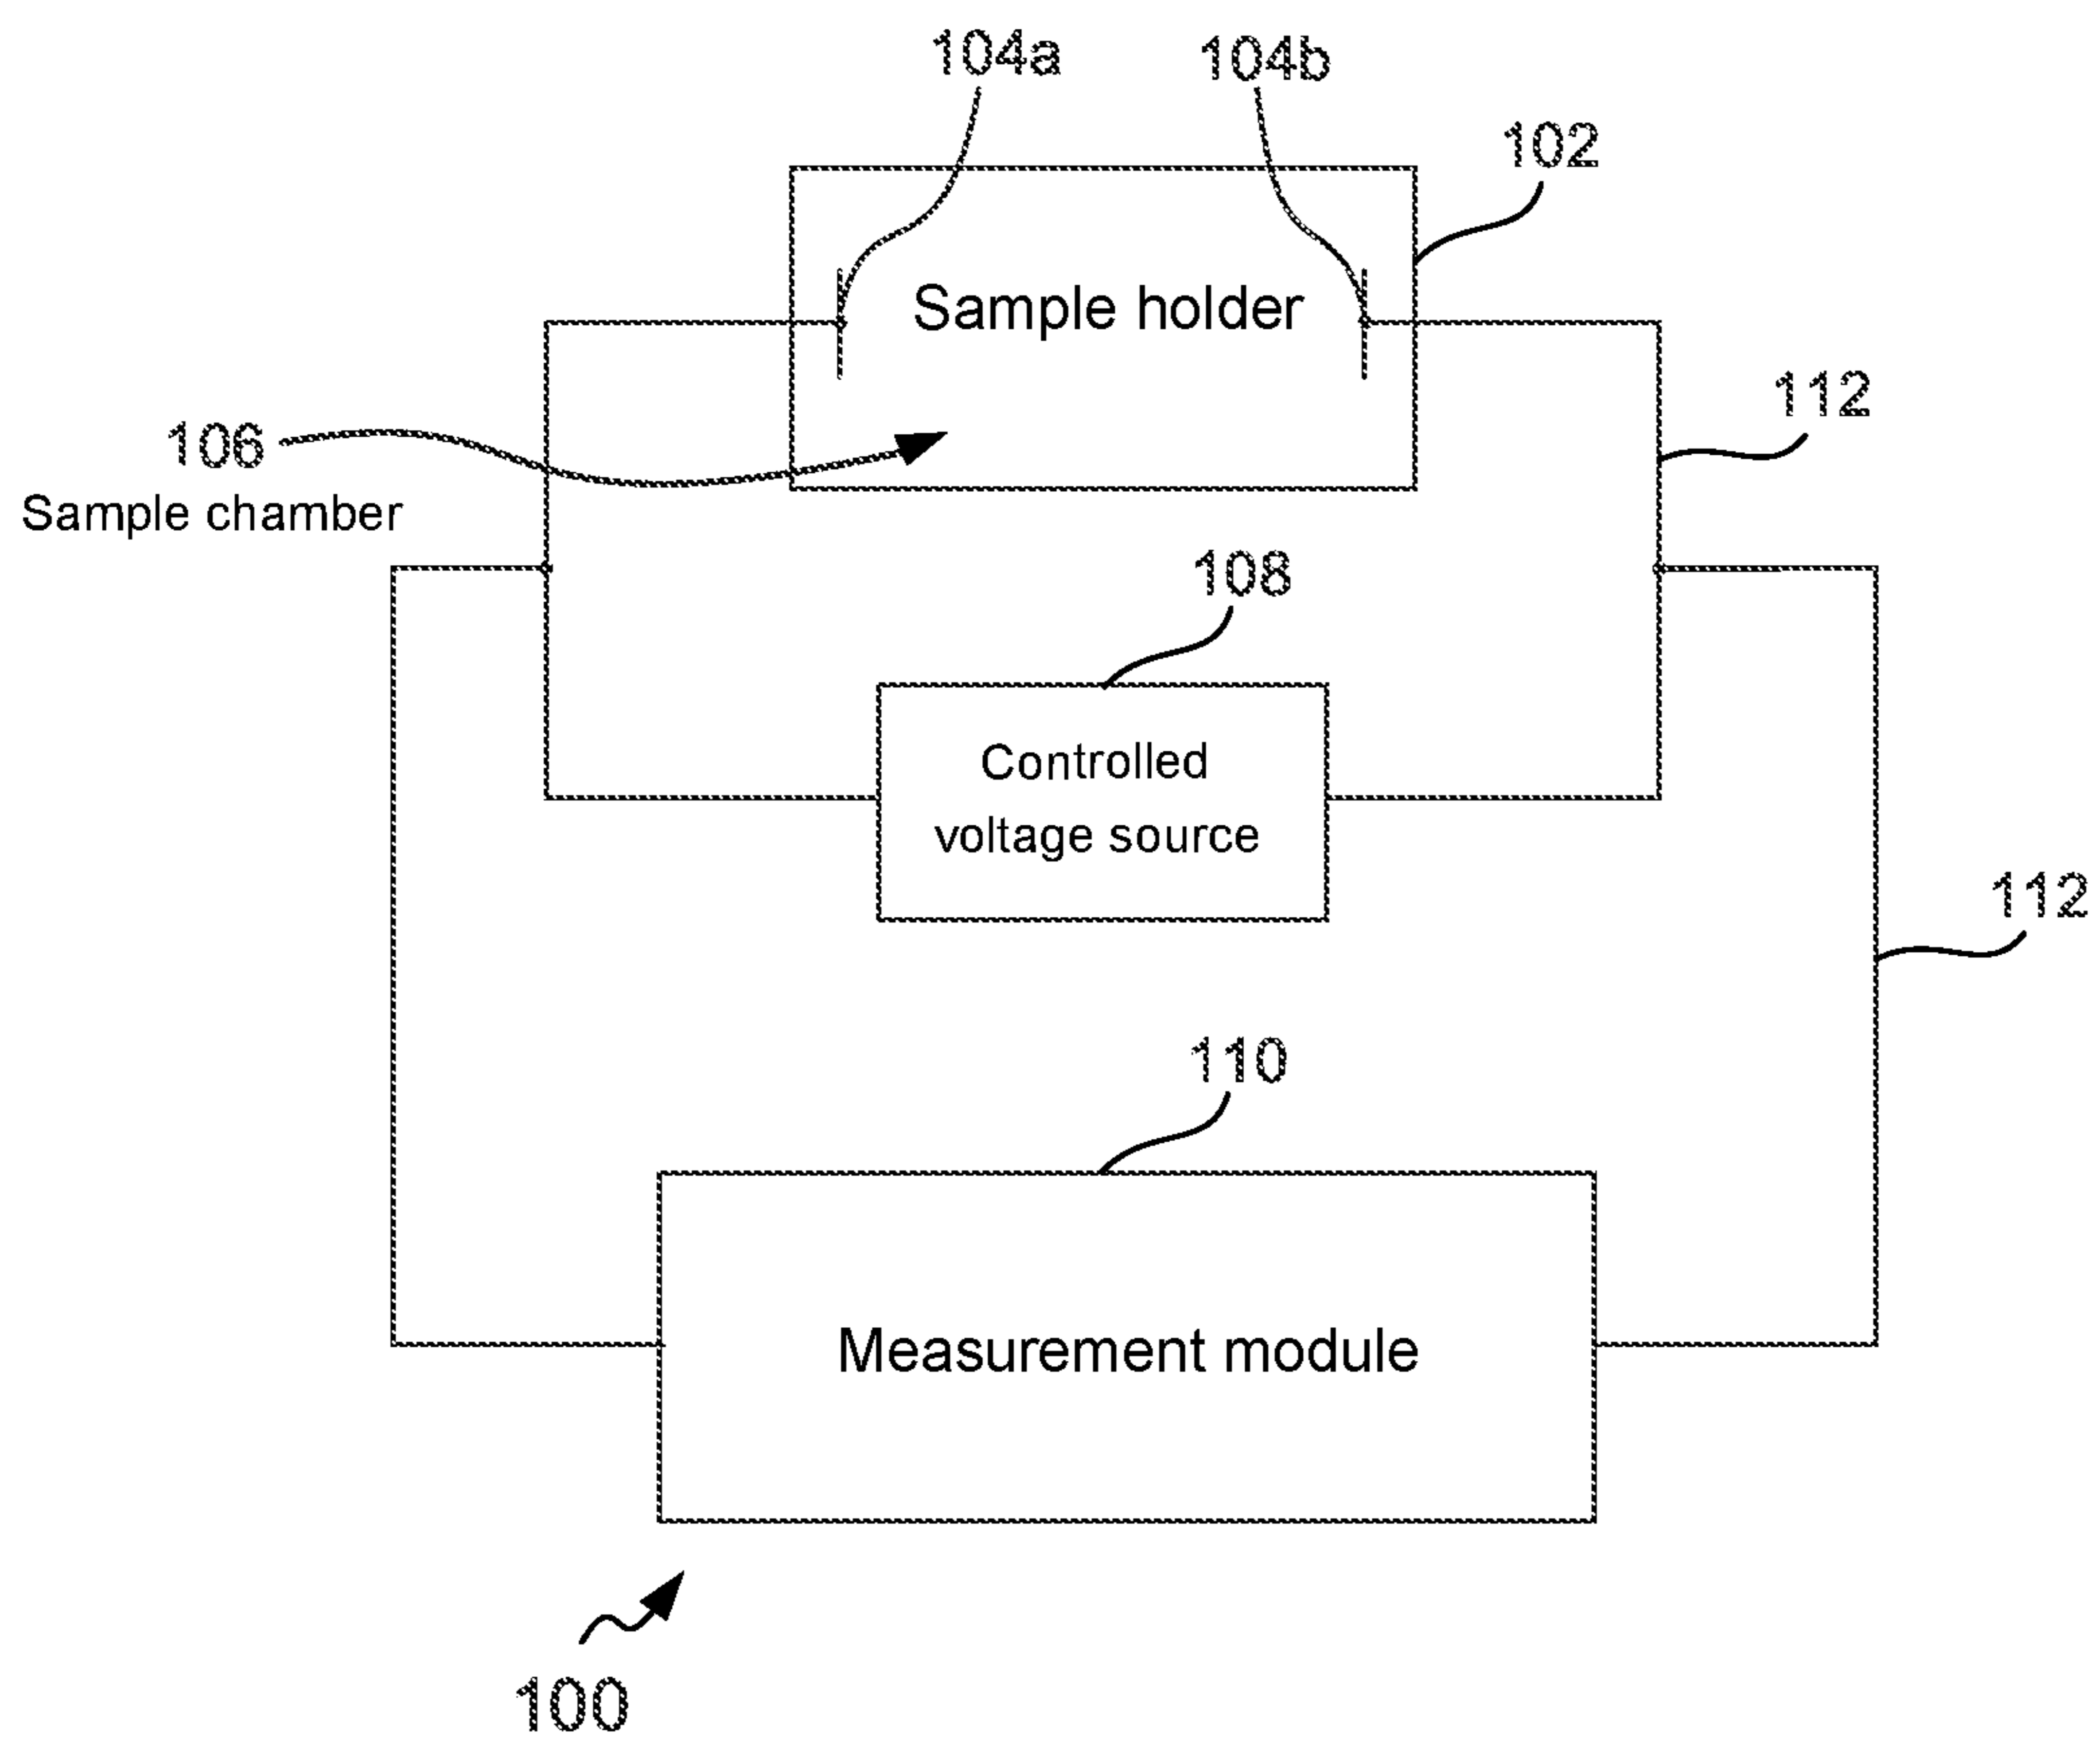 104a
104b
102
Sample holder
112
106
Sample chamber
108
Controlled
voltage source
112
110
Measurement module
100